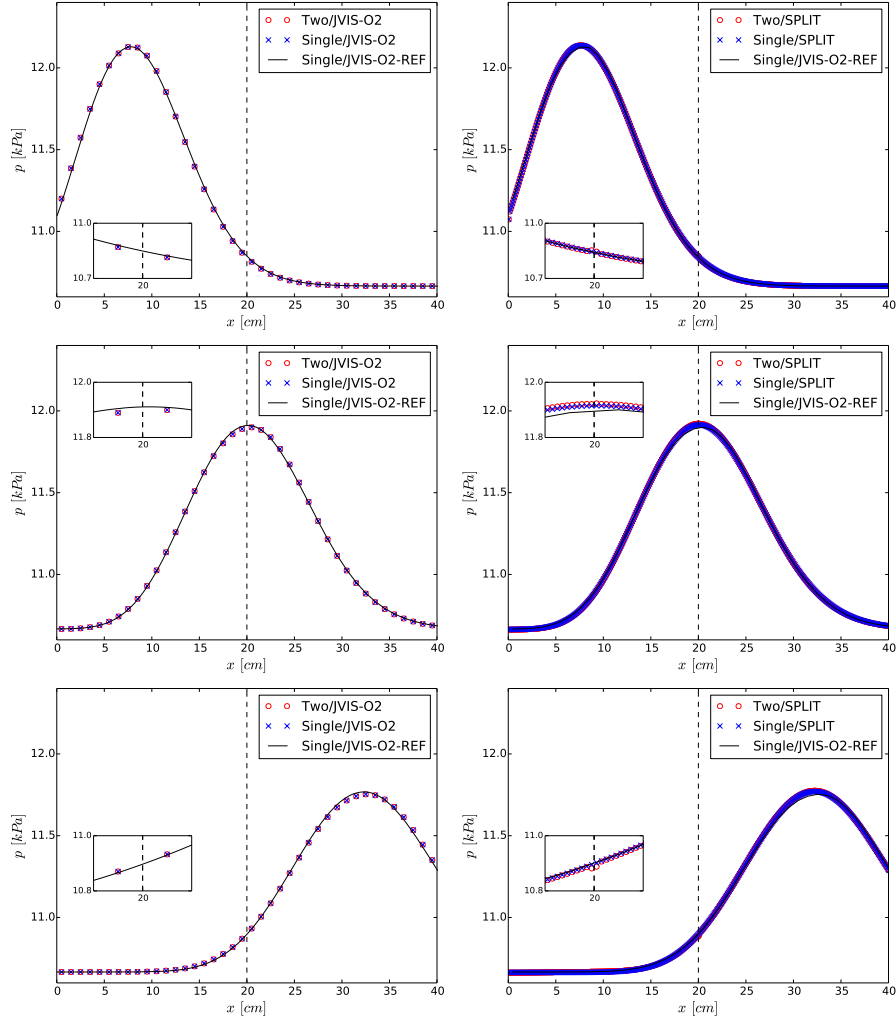 Two/JVIS-O2
Single/JVIS-O2
Single/JVIS-O2-REF
12.0
11.5
11.0
p [kPa]
11.0
10.7
20
0 5 10 15 20 25 30 35 40
x [cm]
Two/SPLIT
Single/SPLIT
Single/JVIS-O2-REF
12.0
11.5
11.0
p [kPa]
11.0
10.7
20
0 5 10 15 20 25 30 35 40
x [cm]
Two/JVIS-O2
Single/JVIS-O2
Single/JVIS-O2-REF
12.0
11.5
11.0
p [kPa]
12.0
11.8
20
0 5 10 15 20 25 30 35 40
x [cm]
Two/SPLIT
Single/SPLIT
Single/JVIS-O2-REF
12.0
11.5
11.0
p [kPa]
12.0
11.8
20
0 5 10 15 20 25 30 35 40
x [cm]
Two/JVIS-O2
Single/JVIS-O2
Single/JVIS-O2-REF
12.0
11.5
11.0
p [kPa]
11.0
10.8
20
0 5 10 15 20 25 30 35 40
x [cm]
Two/SPLIT
Single/SPLIT
Single/JVIS-O2-REF
12.0
11.5
11.0
p [kPa]
11.0
10.8
20
0 5 10 15 20 25 30 35 40
x [cm]